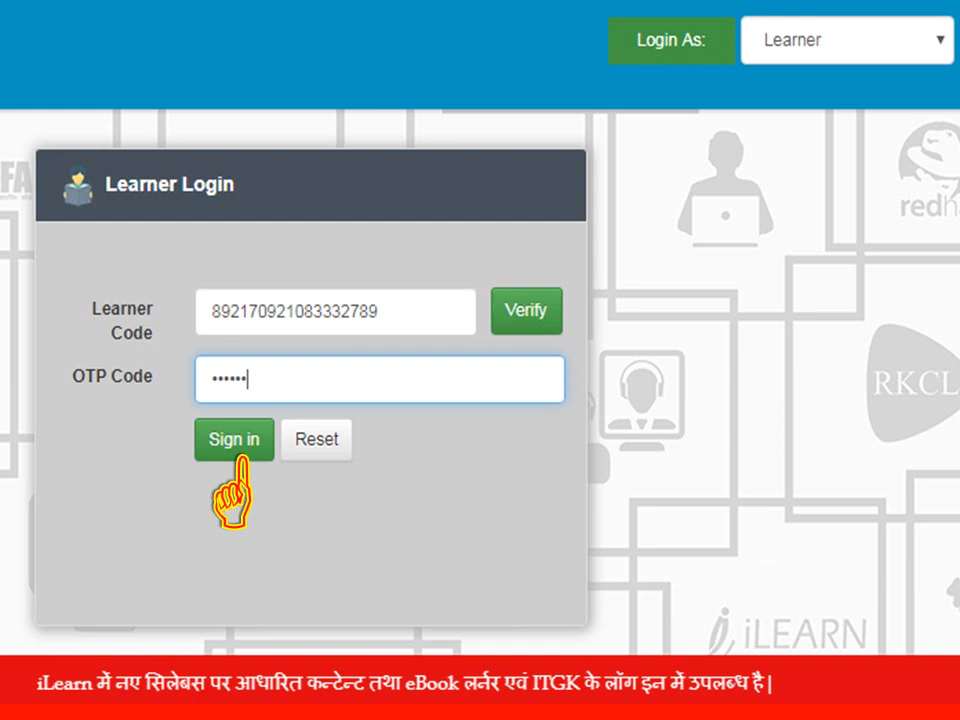 Login As:
Learner
FA
Learner Login
redh
Learner
Code
892170921083332789
Verify
OTP Code
••••••
RKCL
Sign in
Reset
iLEARN
iLearn में नए सिलेबस पर आधारित कन्टेन्ट तथा eBook लर्नर एवं ITGK के लॉग इन में उपलब्ध है|